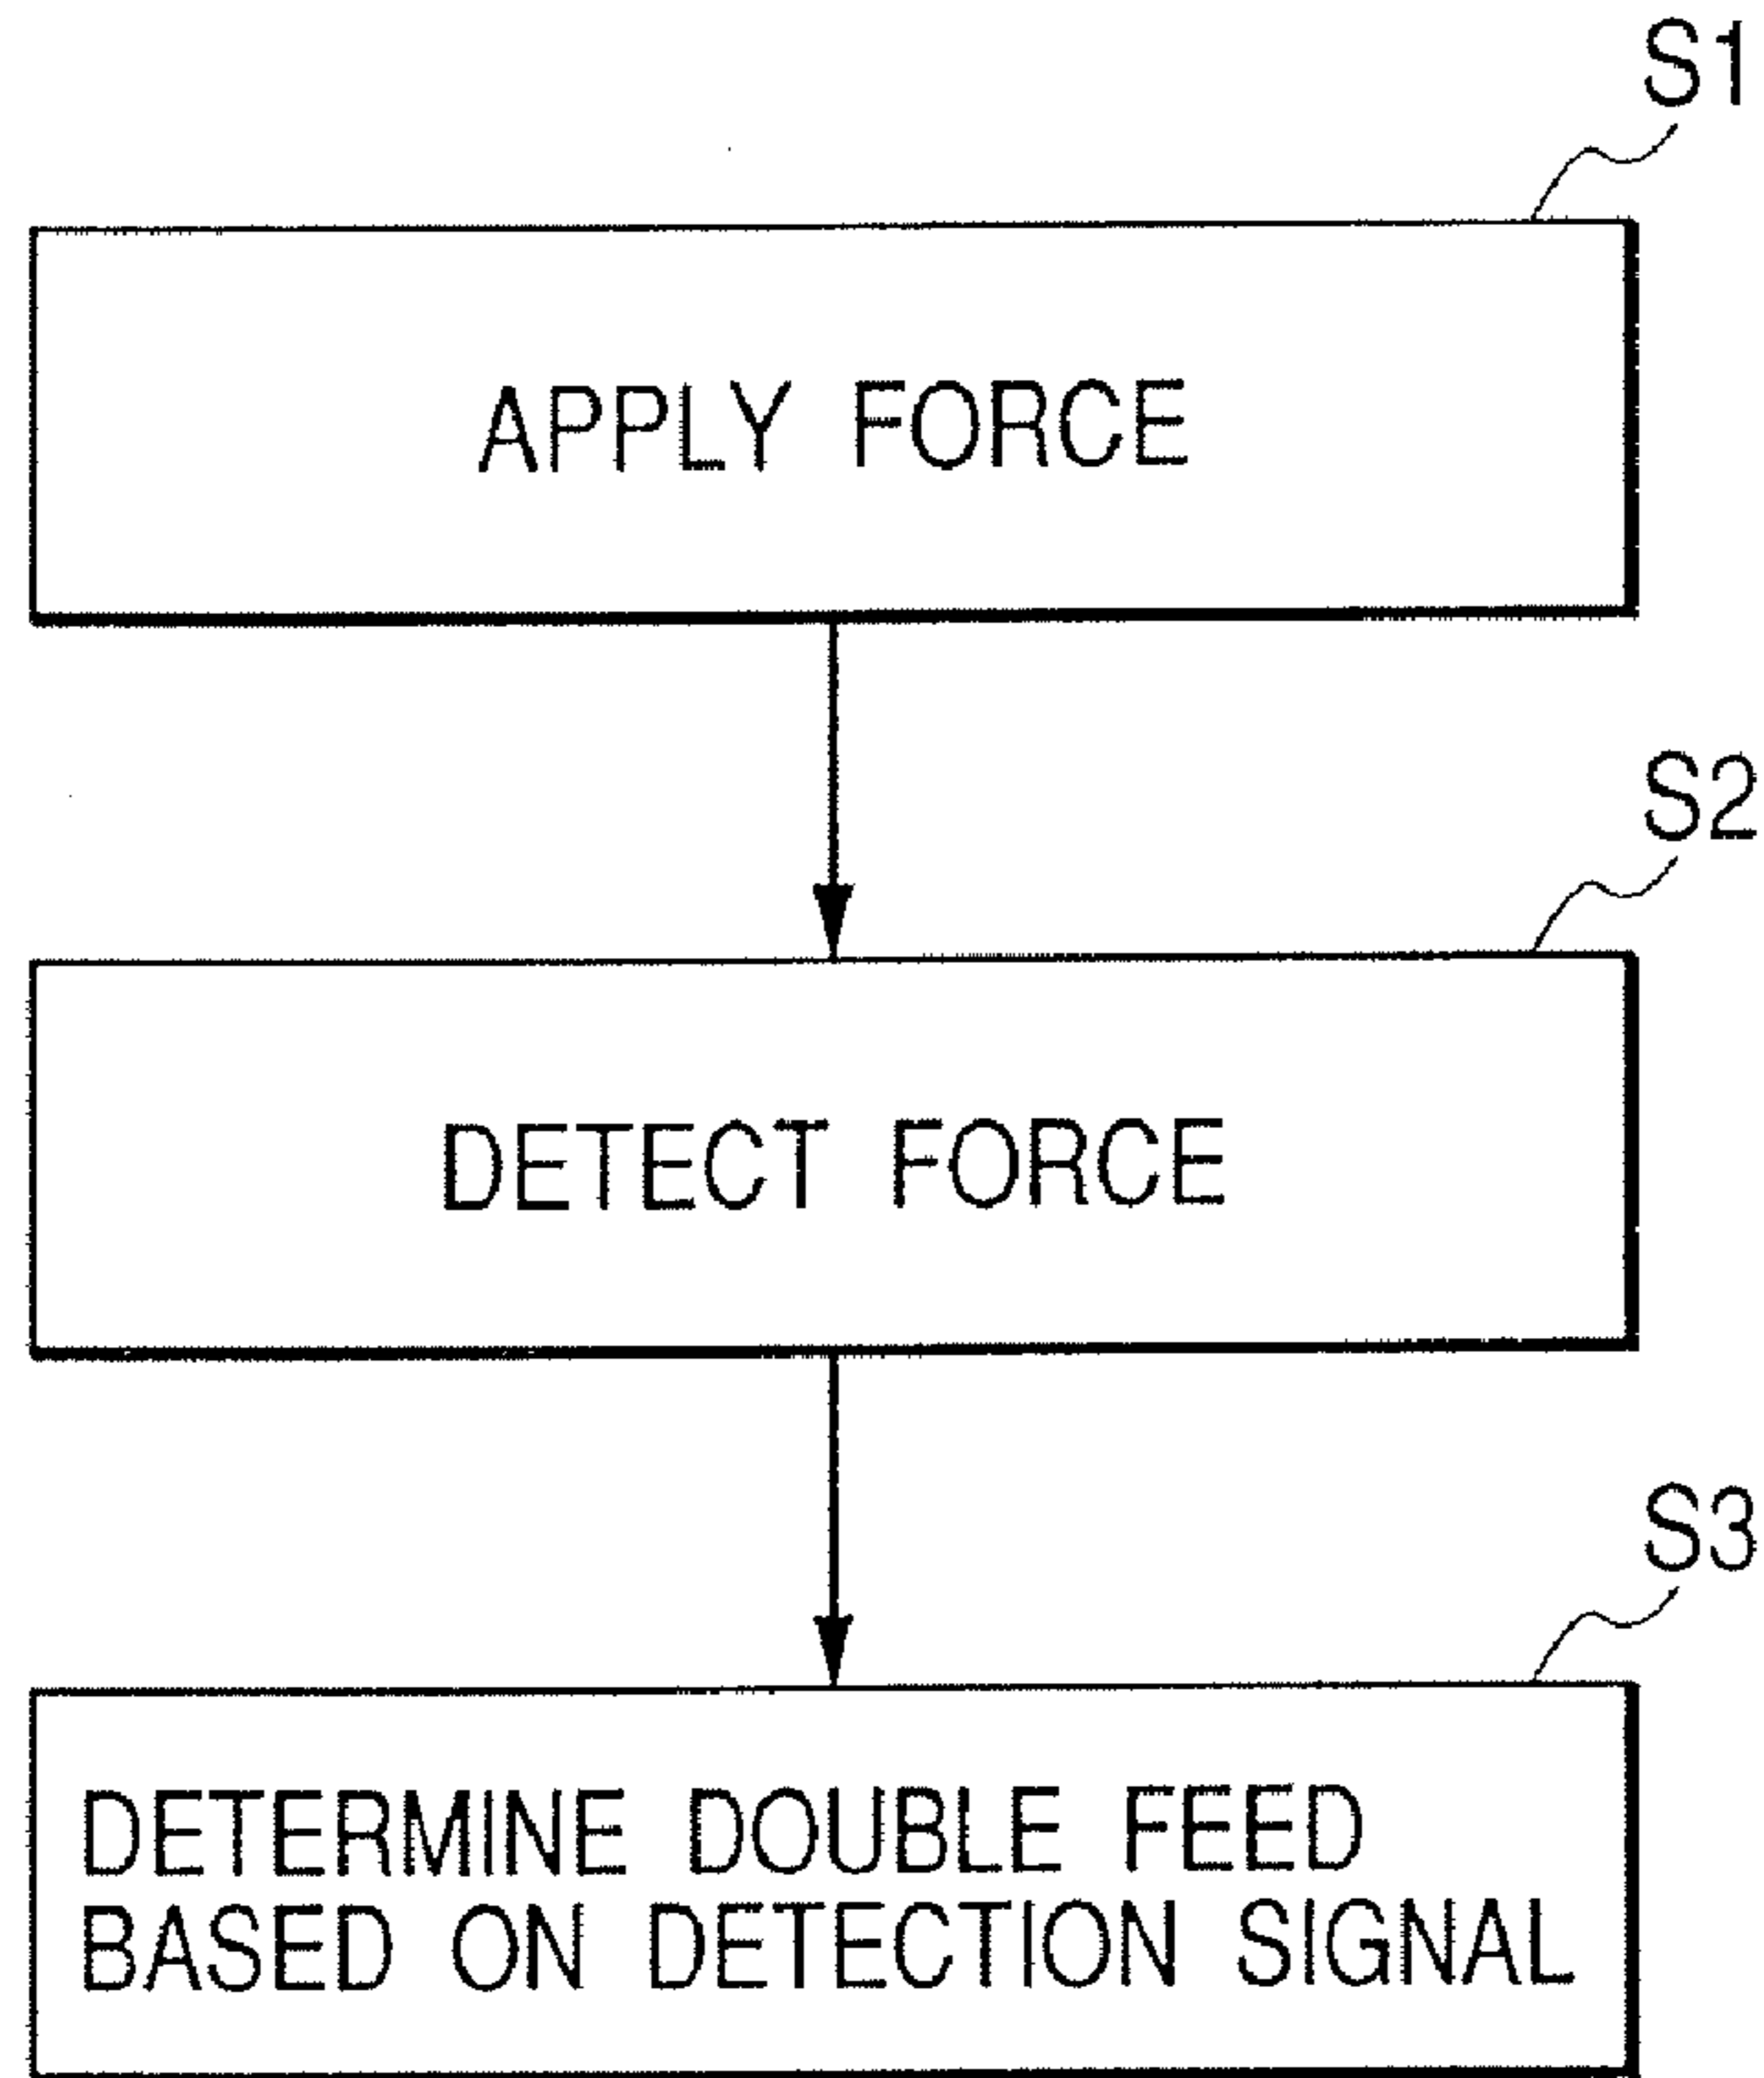 S1
APPLY FORCE
S2
DETECT FORCE
S3
DETERMINE DOUBLE FEED
BASED ON DETECTION SIGNAL